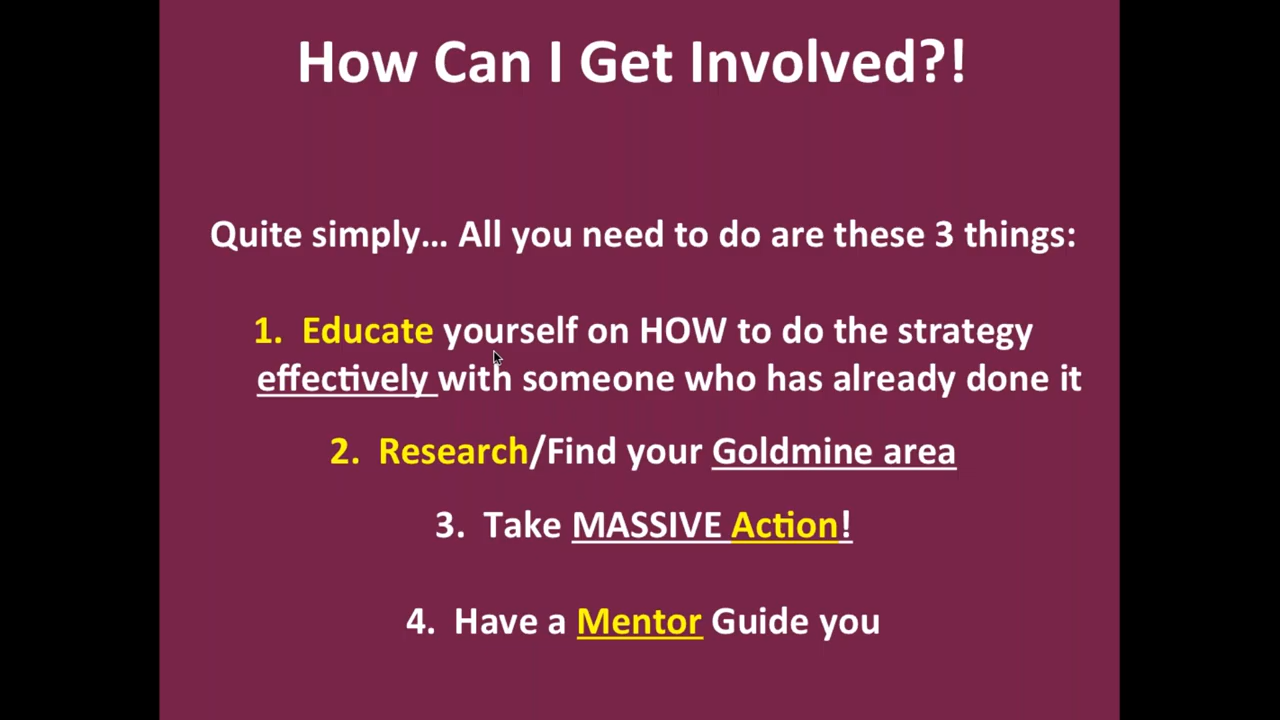 How Can I Get Involved?!
Quite simply... All you need to do are these 3 things:
1. Educate yourself on HOW to do the strategy
effectively with someone who has already done it
2. Research/Find your Goldmine area
3. Take MASSIVE Action!
4. Have a Mentor Guide you